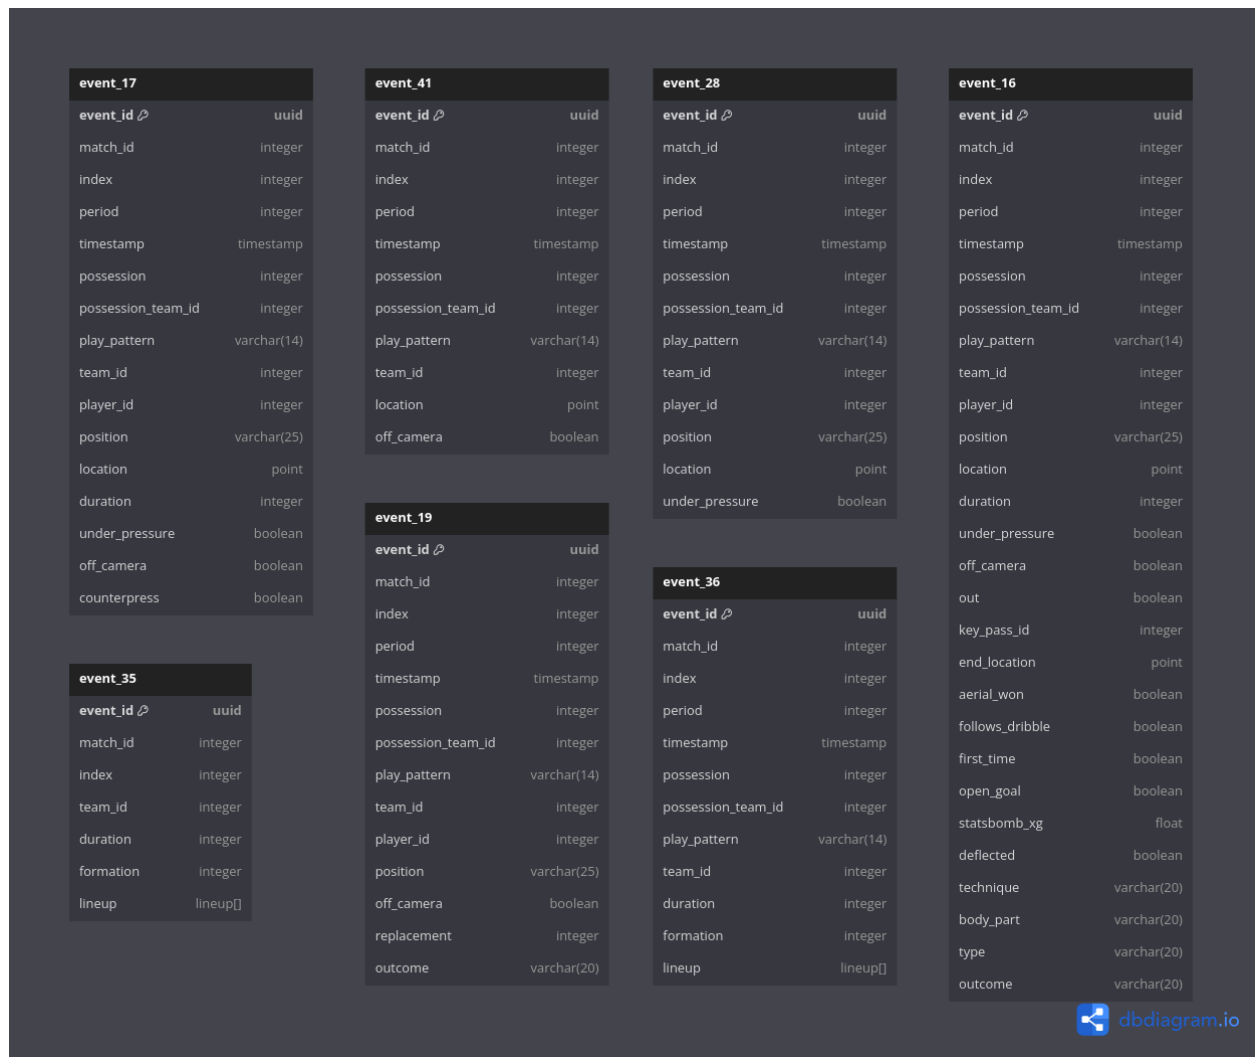 event_17
event_id uuid
match_id integer
index integer
period integer
timestamp timestamp
possession integer
possession_team_id integer
play_pattern varchar(14)
team_id integer
player_id integer
position varchar(25)
location point
duration integer
under_pressure boolean
off_camera boolean
counterpress boolean
event_35
event_id uuid
match_id integer
index integer
team_id integer
duration integer
formation integer
lineup lineup[]
event_41
event_id uuid
match_id integer
index integer
period integer
timestamp timestamp
possession integer
possession_team_id integer
play_pattern varchar(14)
team_id integer
location point
off_camera boolean
event_19
event_id uuid
match_id integer
index integer
period integer
timestamp timestamp
possession integer
possession_team_id integer
play_pattern varchar(14)
team_id integer
player_id integer
position varchar(25)
off_camera boolean
replacement integer
outcome varchar(20)
event_28
event_id uuid
match_id integer
index integer
period integer
timestamp timestamp
possession integer
possession_team_id integer
play_pattern varchar(14)
team_id integer
player_id integer
position varchar(25)
location point
under_pressure boolean
event_36
event_id uuid
match_id integer
index integer
period integer
timestamp timestamp
possession integer
possession_team_id integer
play_pattern varchar(14)
team_id integer
duration integer
formation integer
lineup lineup[]
event_16
event_id uuid
match_id integer
index integer
period integer
timestamp timestamp
possession integer
possession_team_id integer
play_pattern varchar(14)
team_id integer
player_id integer
position varchar(25)
location point
duration integer
under_pressure boolean
off_camera boolean
out boolean
key_pass_id integer
end_location point
aerial_won boolean
follows_dribble boolean
first_time boolean
open_goal boolean
statsbomb_xg float
deflected boolean
technique varchar(20)
body_part varchar(20)
type varchar(20)
outcome varchar(20)
dbdiagram.io